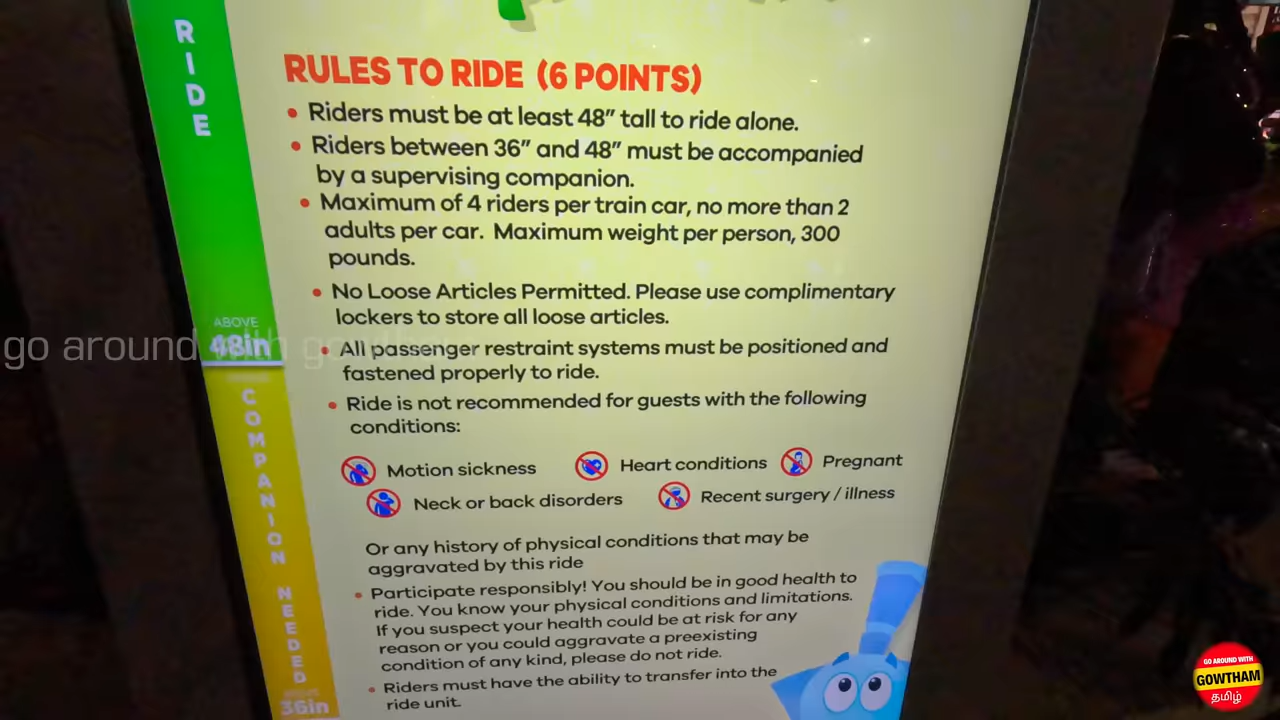 RIDE
RULES TO RIDE (6 POINTS)
• Riders must be at least 48″ tall to ride alone.
• Riders between 36″ and 48″ must be accompanied
by a supervising companion.
• Maximum of 4 riders per train car, no more than 2
adults per car. Maximum weight per person, 300
pounds.
• No Loose Articles Permitted. Please use complimentary
lockers to store all loose articles.
ABOVE
48in
go around with
• All passenger restraint systems must be positioned and
fastened properly to ride.
• Ride is not recommended for guests with the following
conditions:
Motion sickness
Heart conditions
Pregnant
Neck or back disorders
Recent surgery / illness
Or any history of physical conditions that may be
aggravated by this ride
• Participate responsibly! You should be in good health to
ride. You know your physical conditions and limitations.
If you suspect your health could be at risk for any
reason or you could aggravate a preexisting
condition of any kind, please do not ride.
• Riders must have the ability to transfer into the
ride unit.
COMPANION NEEDED
36in
GO AROUND WITH
GOWTHAM
தமிழ்